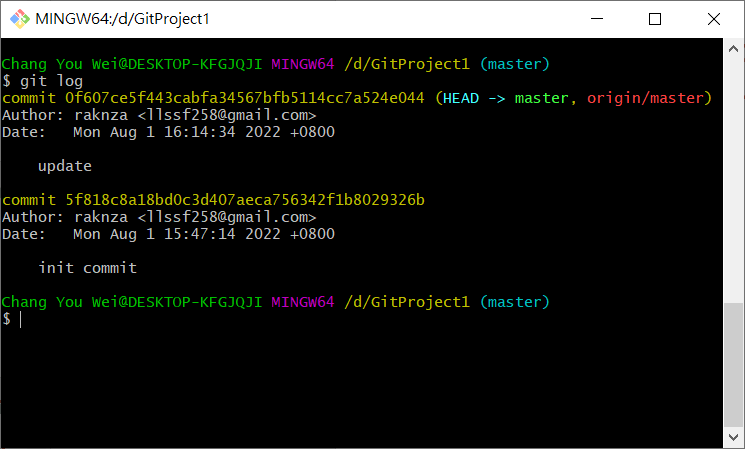 MINGW64:/d/GitProject1
Chang You Wei@DESKTOP-KFGJQJI MINGW64 /d/GitProject1 (master)
$ git log
commit 0f607ce5f443cabfa34567bfb5114cc7a524e044 (HEAD -> master, origin/master)
Author: raknza <llssf258@gmail.com>
Date:   Mon Aug 1 16:14:34 2022 +0800
update
commit 5f818c8a18bd0c3d407aeca756342f1b8029326b
Author: raknza <llssf258@gmail.com>
Date:   Mon Aug 1 15:47:14 2022 +0800
init commit
Chang You Wei@DESKTOP-KFGJQJI MINGW64 /d/GitProject1 (master)
$